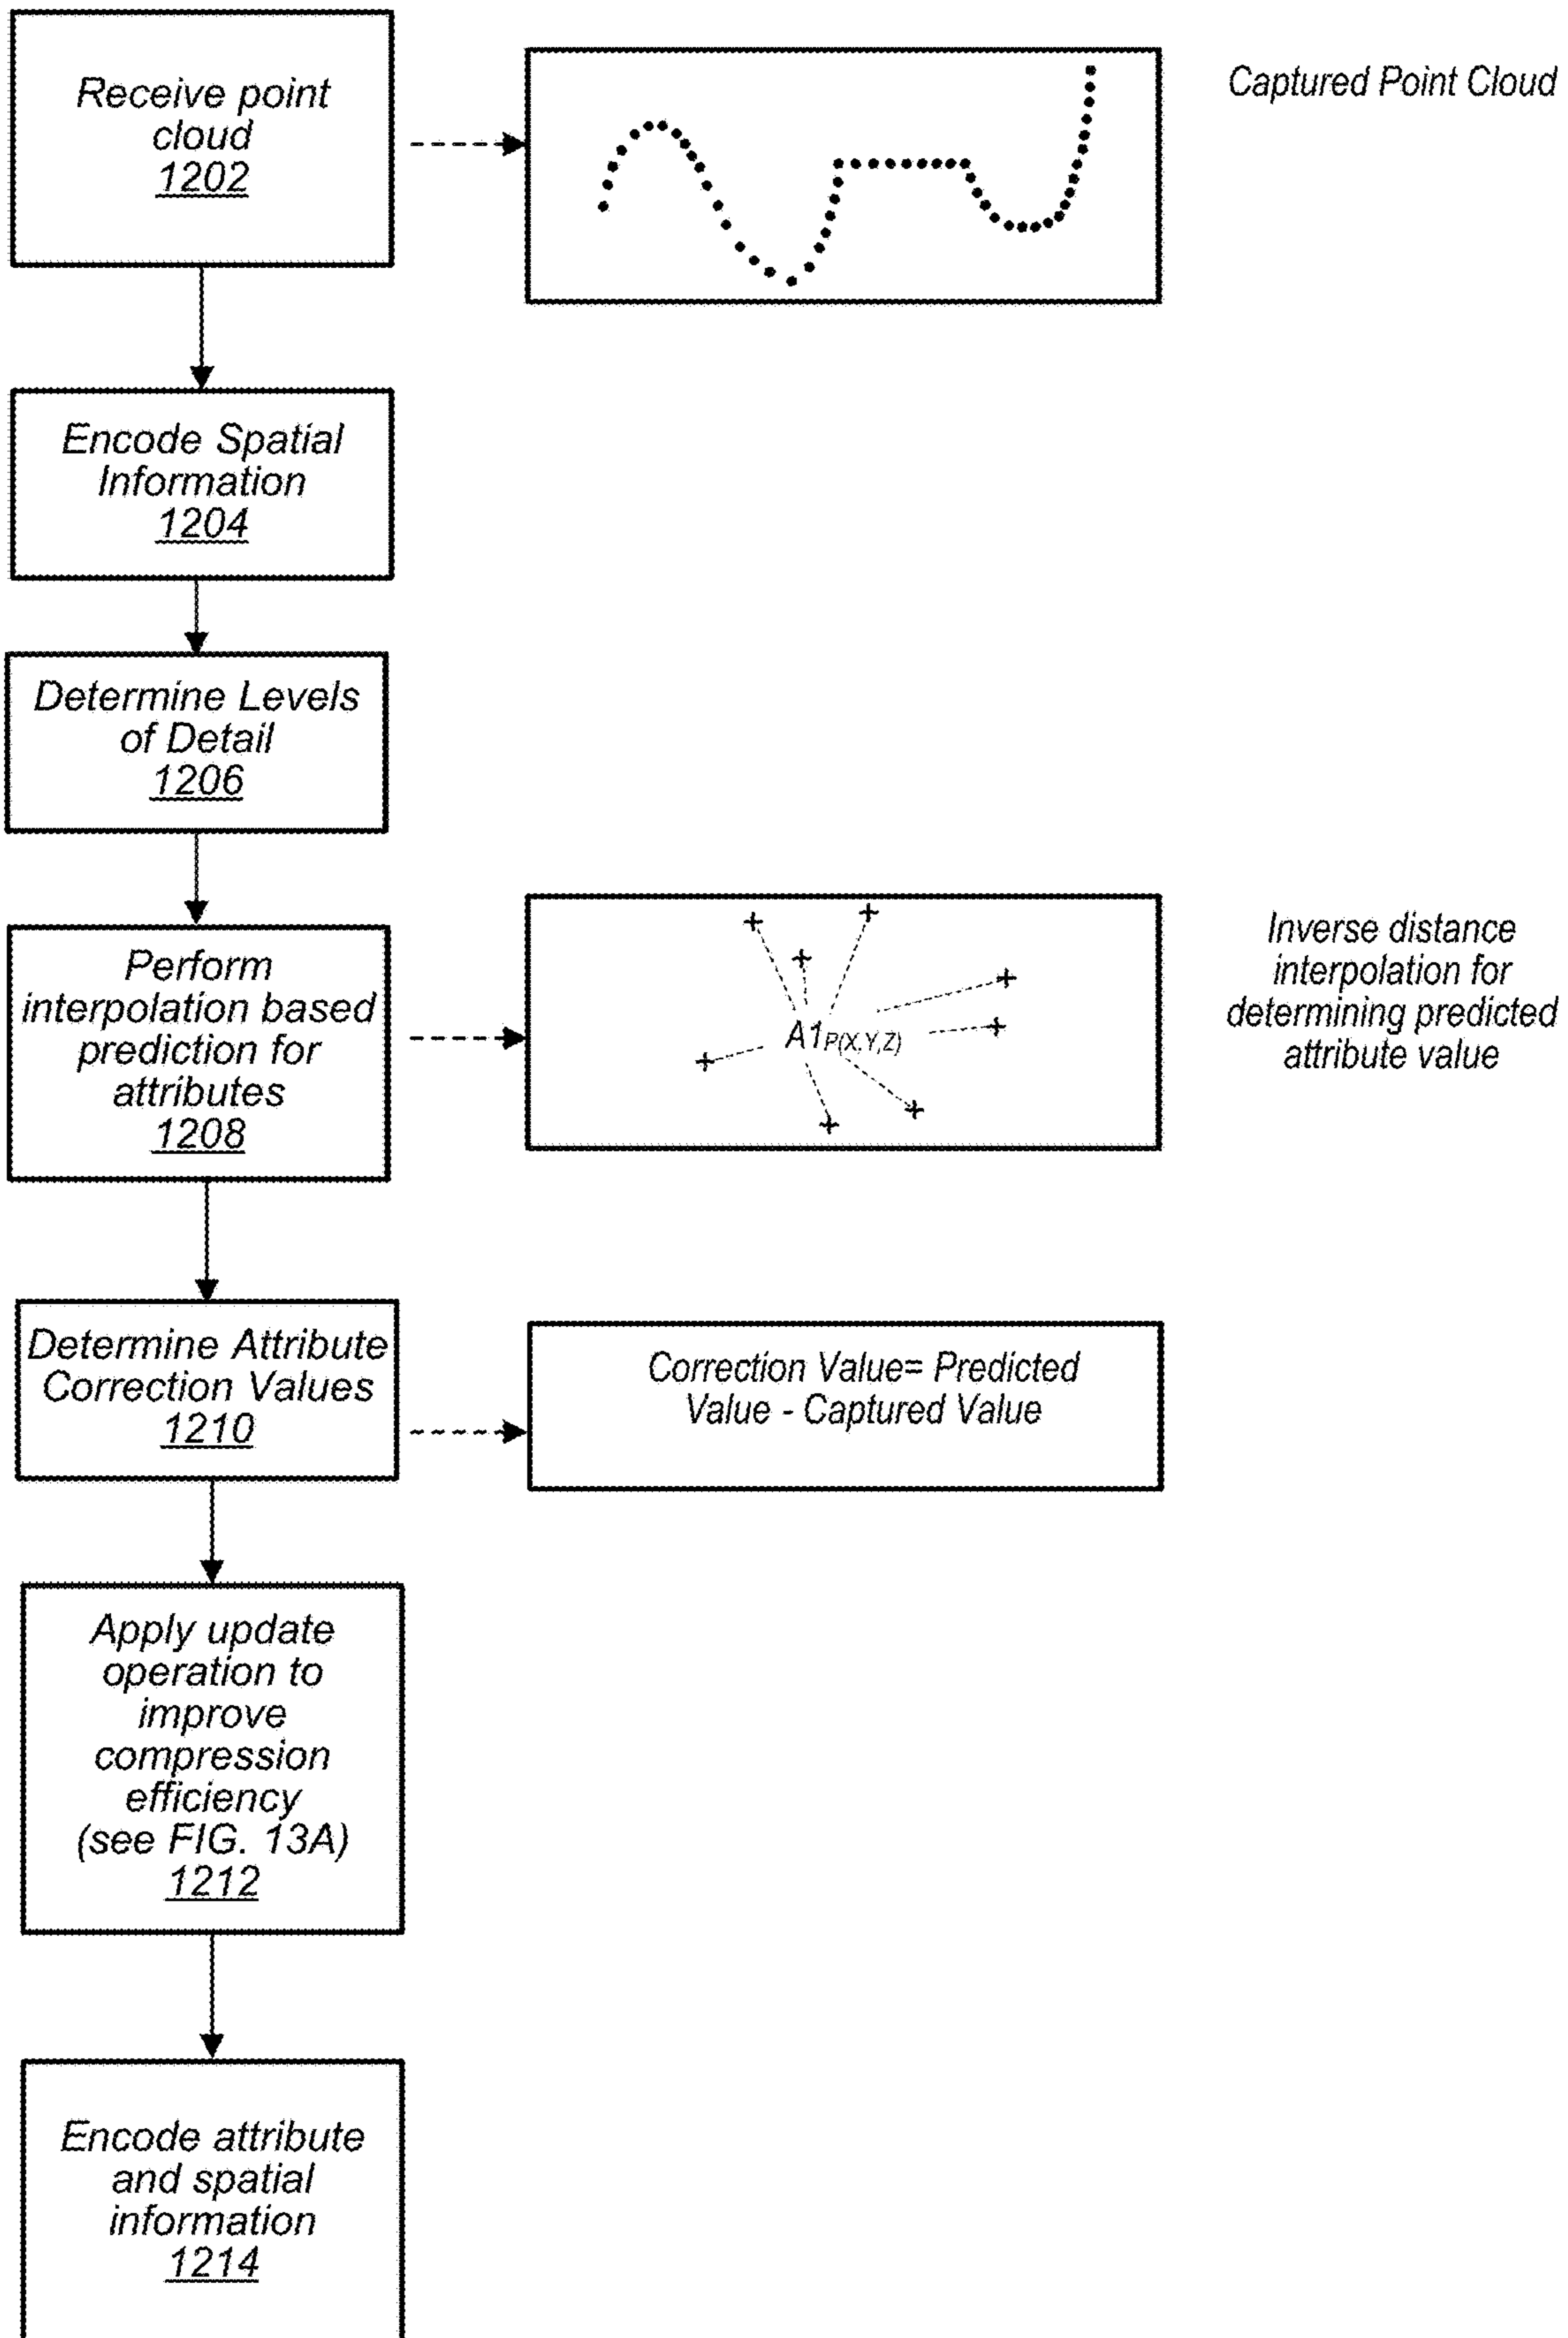 Receive point
cloud
1202
Captured Point Cloud
Encode Spatial
Information
1204
Determine Levels
of Detail
1206
Perform
interpolation based
prediction for
attributes
1208
A1P(X,Y,Z)
Inverse distance
interpolation for
determining predicted
attribute value
Determine Attribute
Correction Values
1210
Correction Value= Predicted
Value - Captured Value
Apply update
operation to
improve
compression
efficiency
(see FIG. 13A)
1212
Encode attribute
and spatial
information
1214